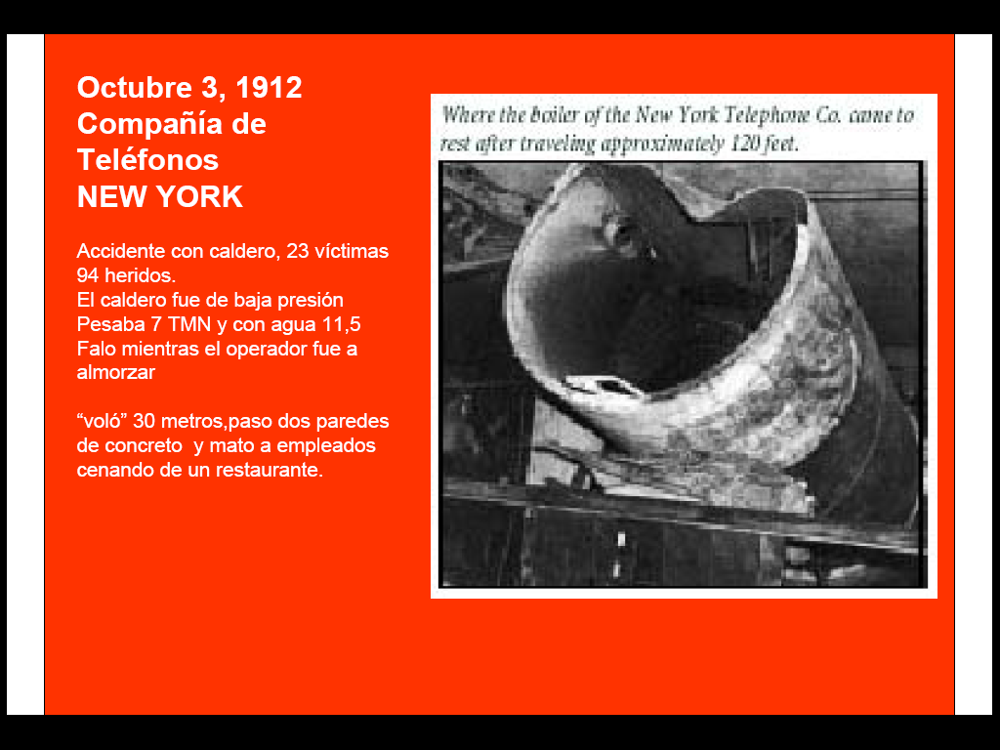 Octubre 3, 1912
Compañía de
Teléfonos
NEW YORK
Accidente con caldero, 23 víctimas
94 heridos.
El caldero fue de baja presión
Pesaba 7 TMN y con agua 11,5
Falo mientras el operador fue a
almorzar
“voló” 30 metros,paso dos paredes
de concreto  y mato a empleados
cenando de un restaurante.
Where the boiler of the New York Telephone Co. came to
rest after traveling approximately 120 feet.